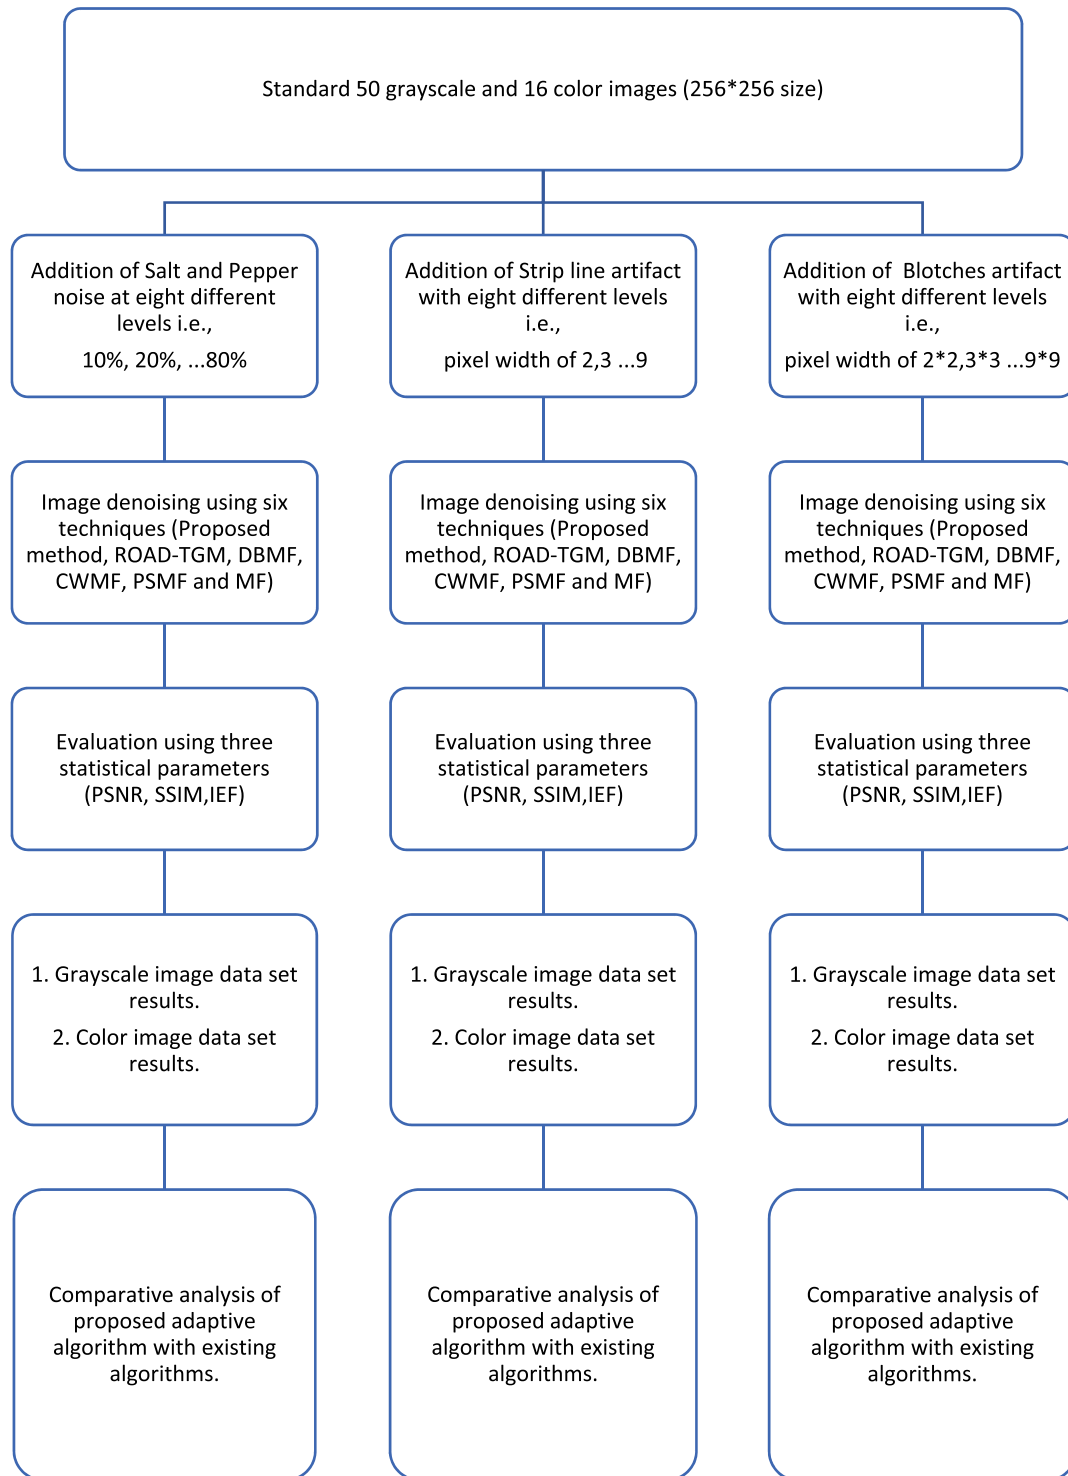 Standard 50 grayscale and 16 color images (256*256 size)
Addition of Salt and Pepper
noise at eight different
levels i.e.,
10%, 20%, ...80%
Addition of Strip line artifact
with eight different levels
i.e.,
pixel width of 2,3 ...9
Addition of  Blotches artifact
with eight different levels
i.e.,
pixel width of 2*2,3*3 ...9*9
Image denoising using six
techniques (Proposed
method, ROAD-TGM, DBMF,
CWMF, PSMF and MF)
Image denoising using six
techniques (Proposed
method, ROAD-TGM, DBMF,
CWMF, PSMF and MF)
Image denoising using six
techniques (Proposed
method, ROAD-TGM, DBMF,
CWMF, PSMF and MF)
Evaluation using three
statistical parameters
(PSNR, SSIM,IEF)
Evaluation using three
statistical parameters
(PSNR, SSIM,IEF)
Evaluation using three
statistical parameters
(PSNR, SSIM,IEF)
1. Grayscale image data set
results.
2. Color image data set
results.
1. Grayscale image data set
results.
2. Color image data set
results.
1. Grayscale image data set
results.
2. Color image data set
results.
Comparative analysis of
proposed adaptive
algorithm with existing
algorithms.
Comparative analysis of
proposed adaptive
algorithm with existing
algorithms.
Comparative analysis of
proposed adaptive
algorithm with existing
algorithms.